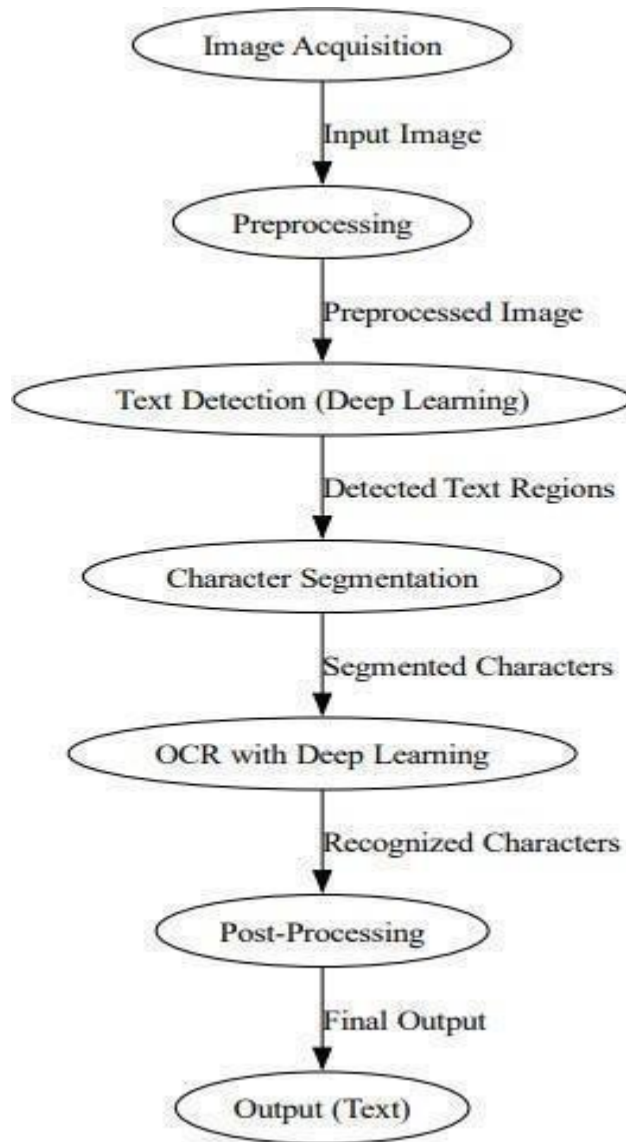 Image Acquisition
Input Image
Preprocessing
Preprocessed Image
Text Detection (Deep Learning)
Detected Text Regions
Character Segmentation
Segmented Characters
OCR with Deep Learning
Recognized Characters
Post-Processing
Final Output
Output (Text)